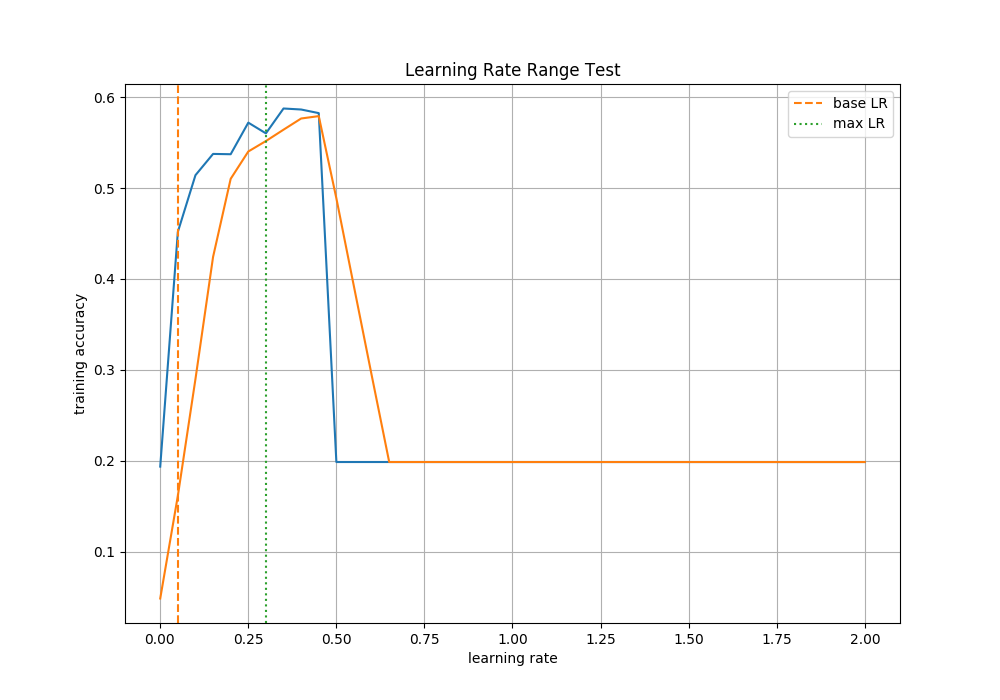 Learning Rate Range Test
base LR
max LR
0.6
0.5
0.4
0.3
0.2
0.1
training accuracy
0.00 0.25 0.50 0.75 1.00 1.25 1.50 1.75 2.00
learning rate